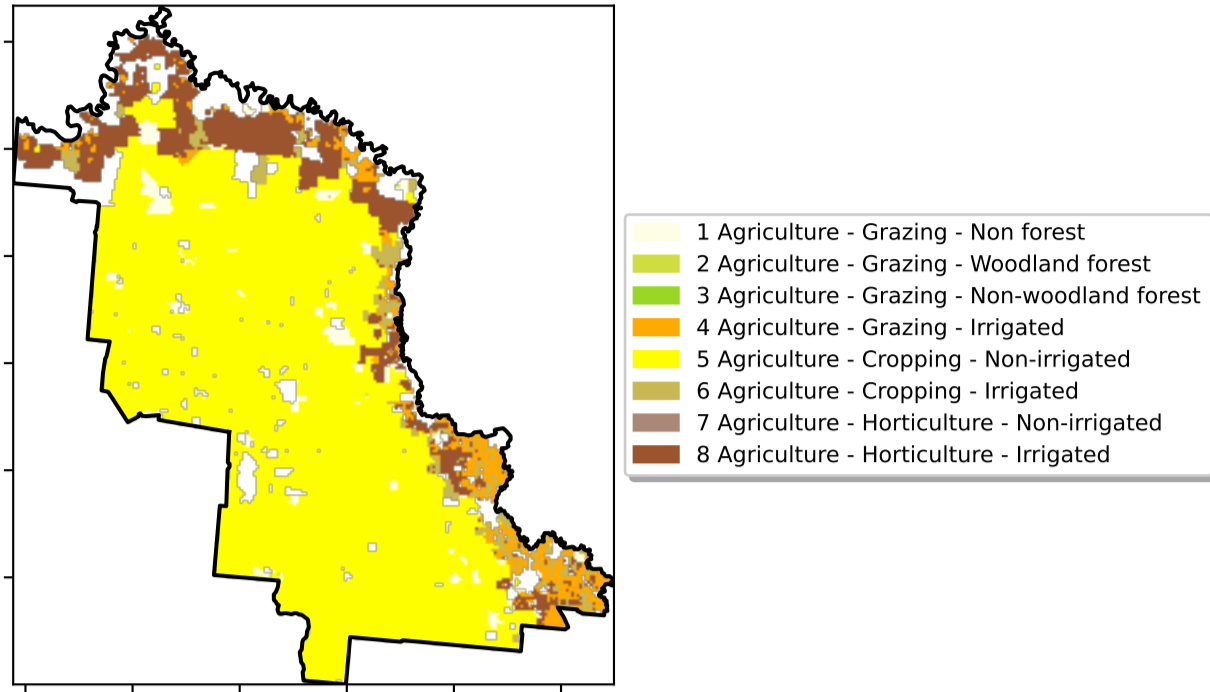 1 Agriculture - Grazing - Non forest
2 Agriculture - Grazing - Woodland forest
3 Agriculture - Grazing - Non-woodland forest
4 Agriculture - Grazing - Irrigated
5 Agriculture - Cropping - Non-irrigated
6 Agriculture - Cropping - Irrigated
7 Agriculture - Horticulture - Non-irrigated
8 Agriculture - Horticulture - Irrigated